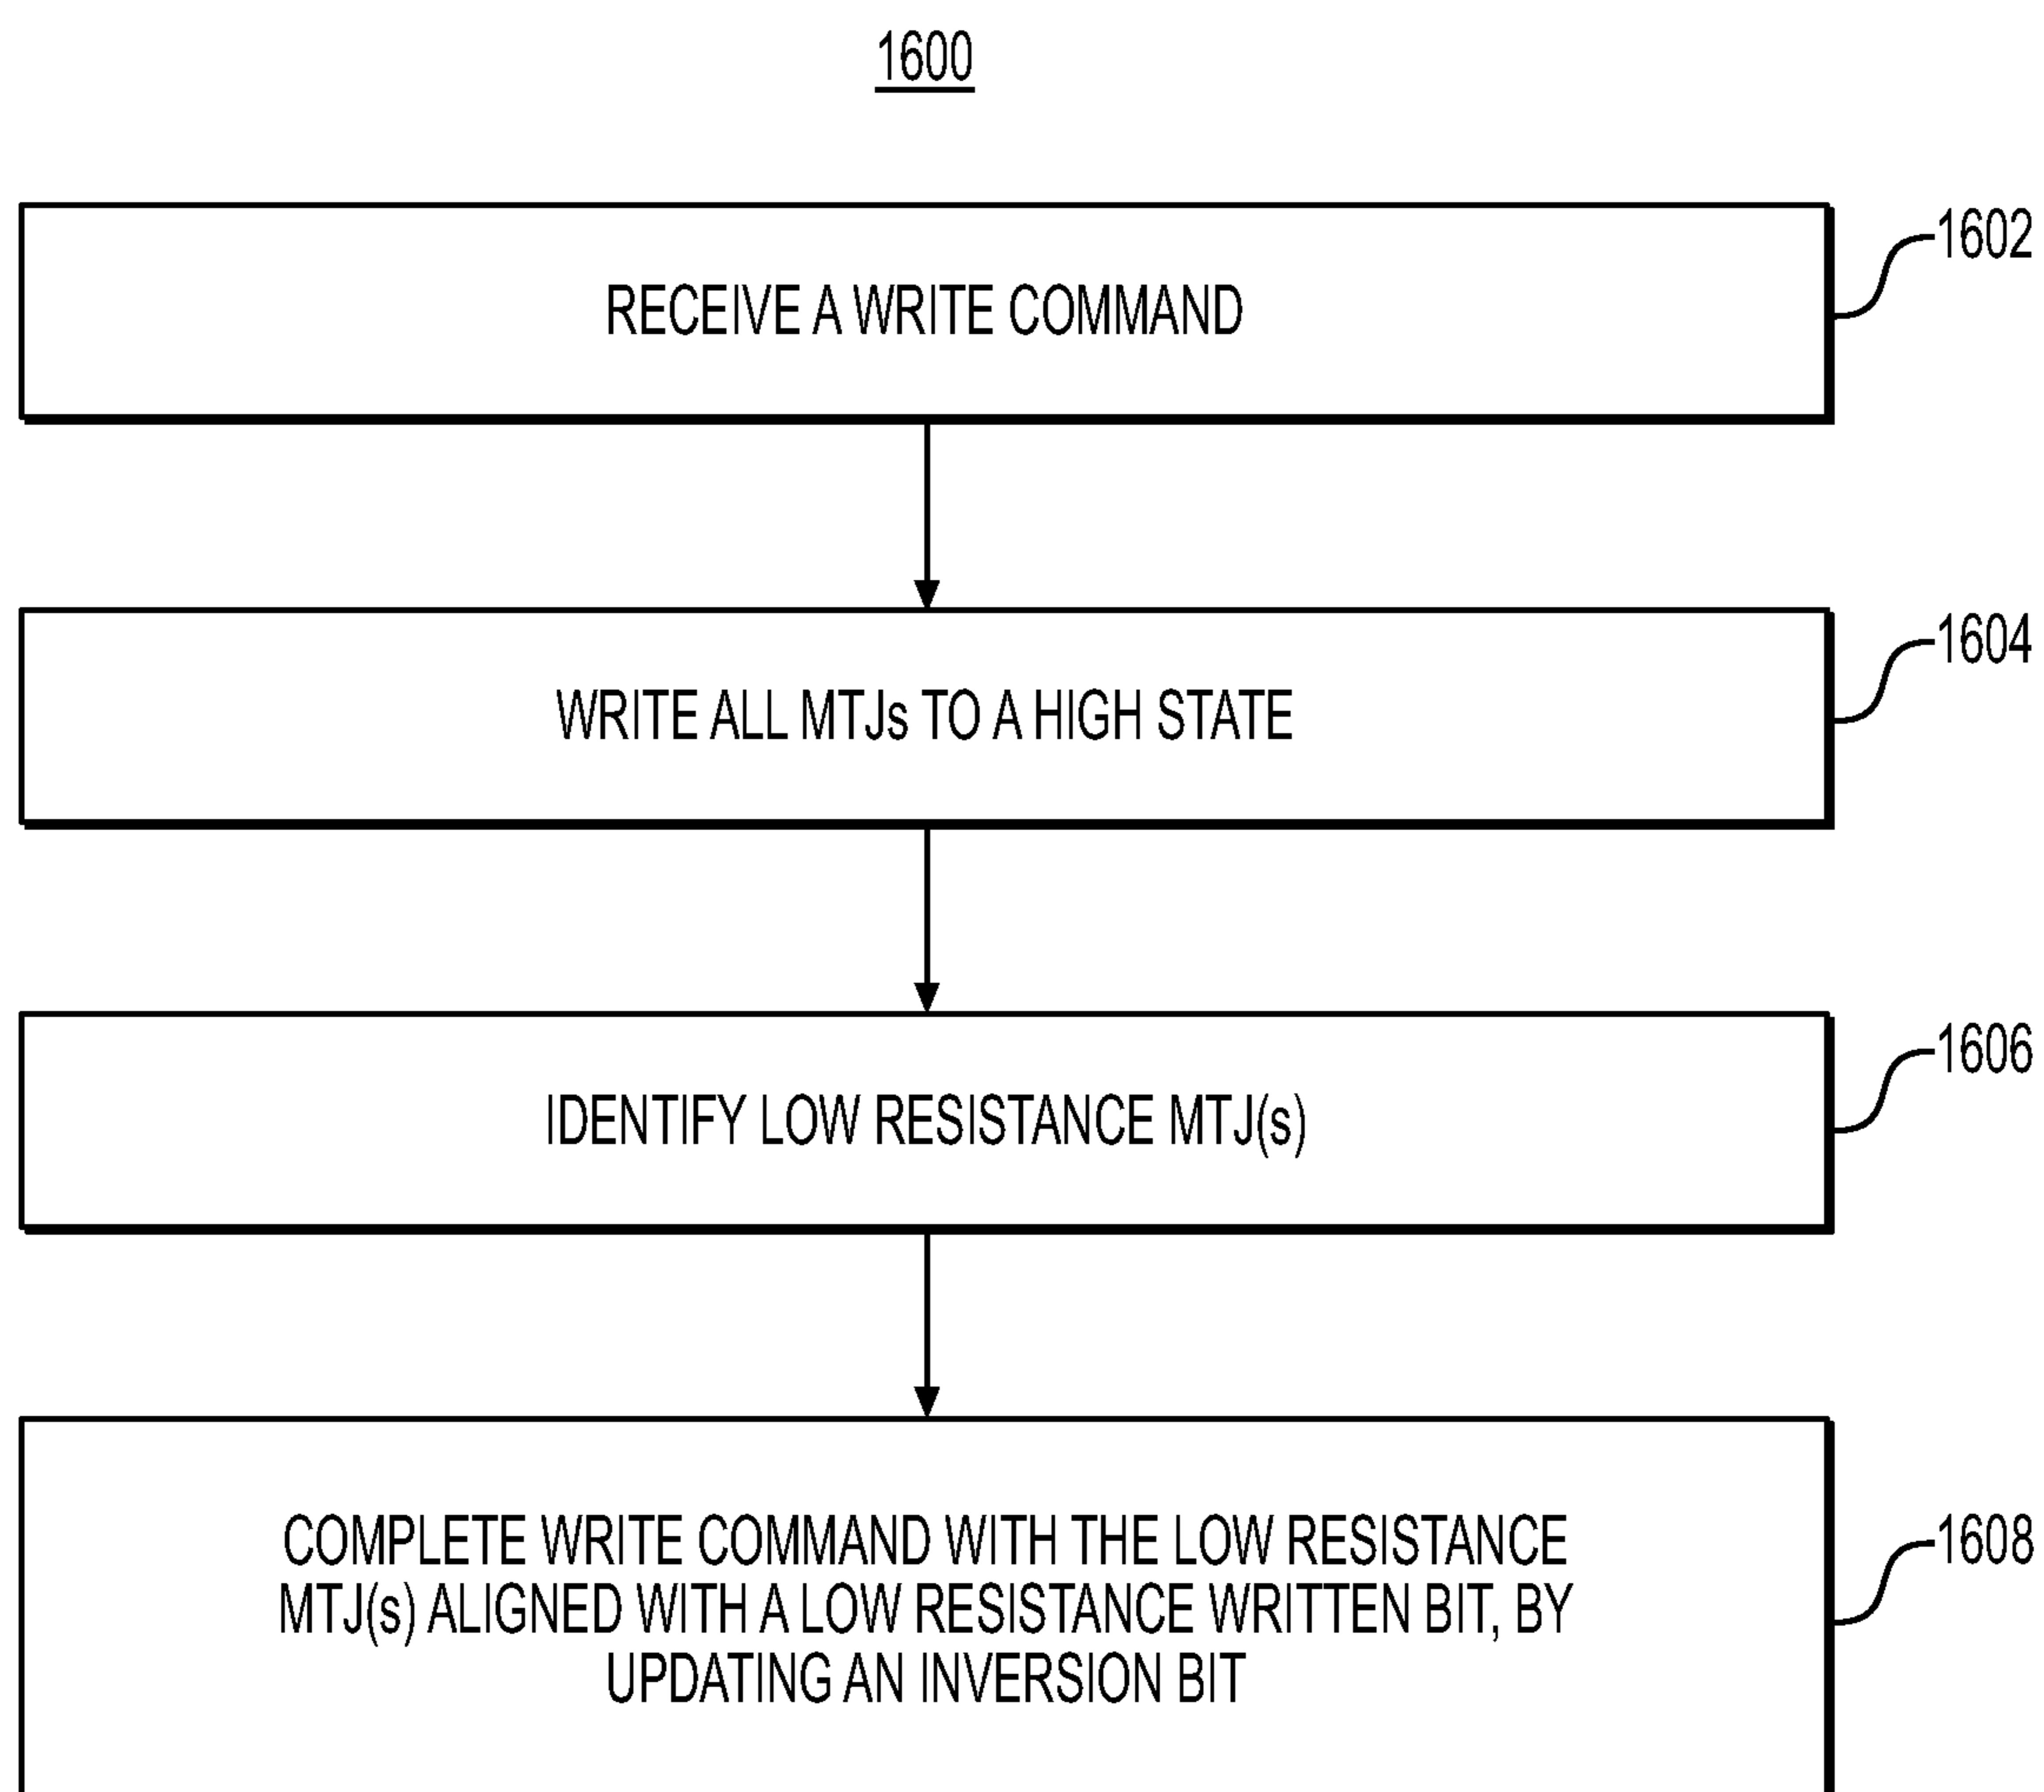 1600
RECEIVE A WRITE COMMAND
1602
WRITE ALL MTJs TO A HIGH STATE
1604
IDENTIFY LOW RESISTANCE MTJ(s)
1606
COMPLETE WRITE COMMAND WITH THE LOW RESISTANCE
MTJ(s) ALIGNED WITH A LOW RESISTANCE WRITTEN BIT, BY
UPDATING AN INVERSION BIT
1608